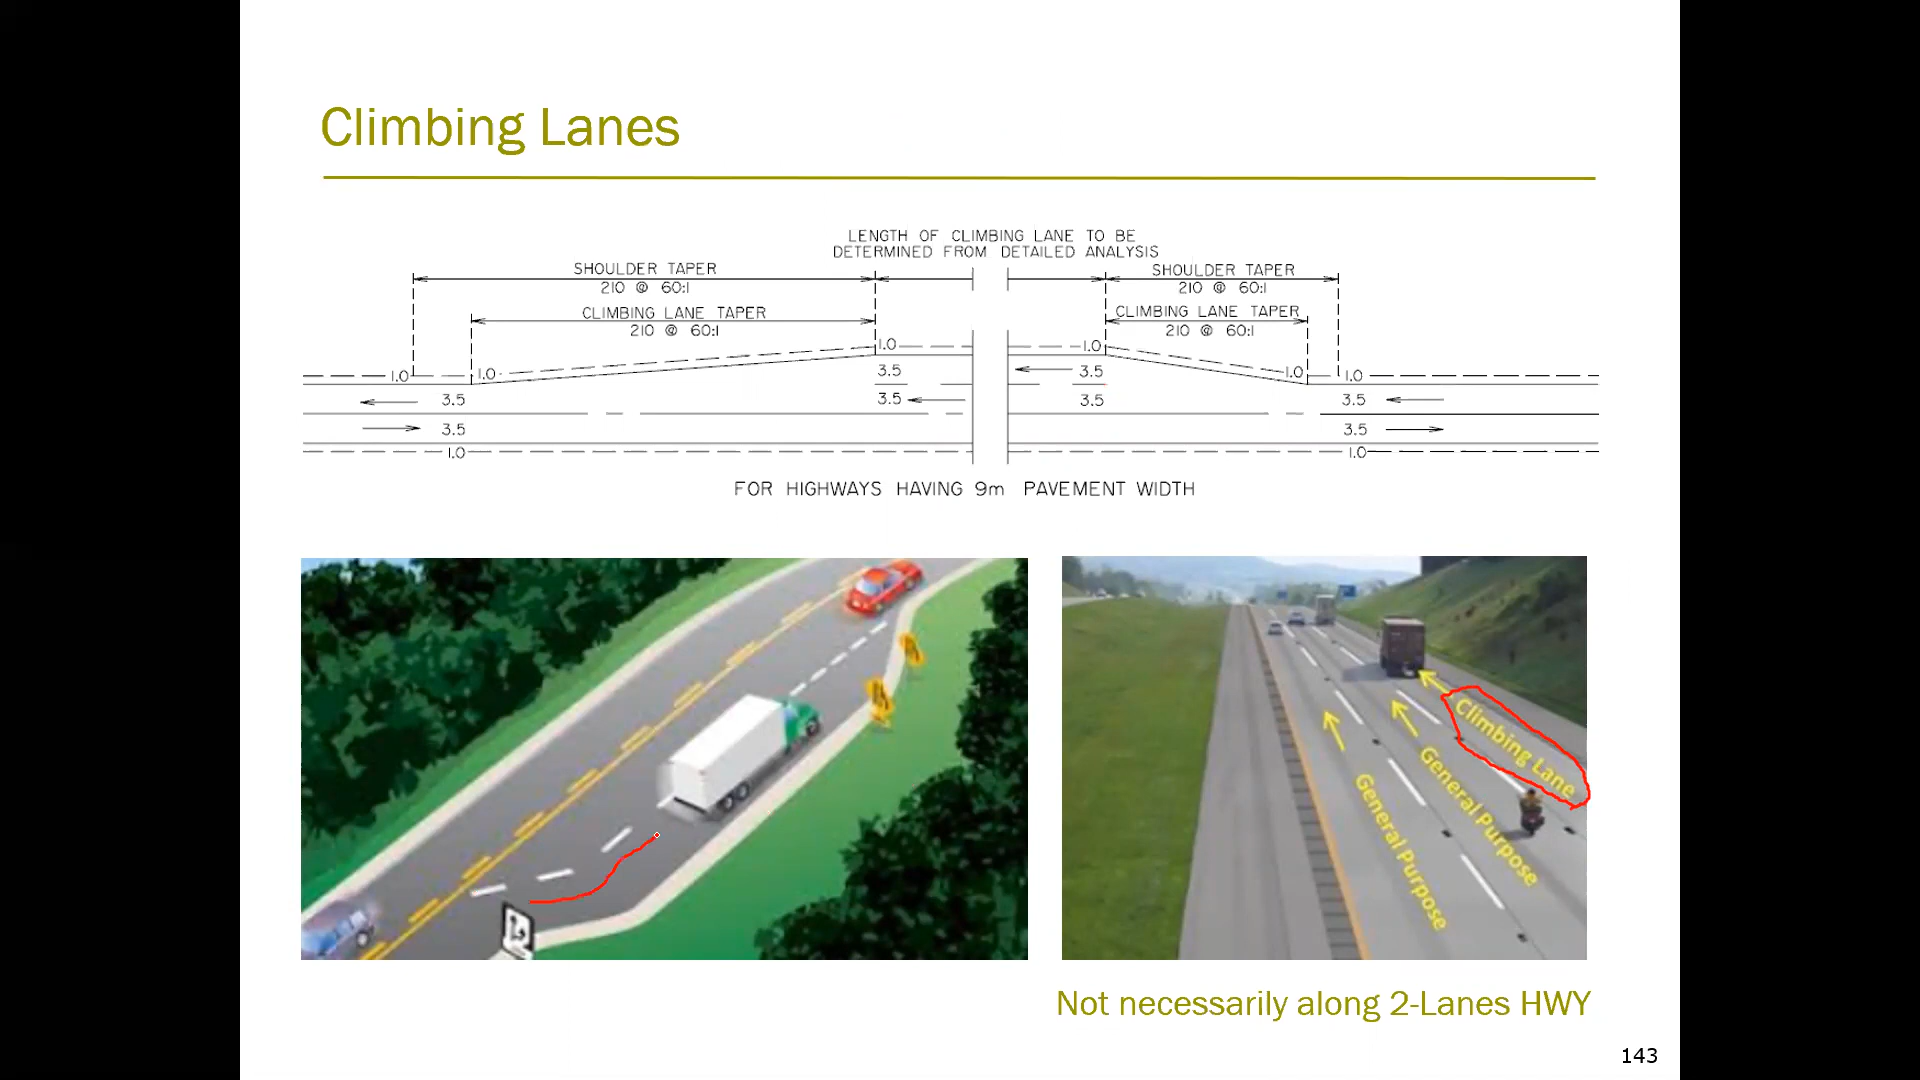 Climbing Lanes
LENGTH OF CLIMBING LANE TO BE
DETERMINED FROM DETAILED ANALYSIS
SHOULDER TAPER
210 @ 60:1
SHOULDER TAPER
210 @ 60:1
CLIMBING LANE TAPER
210 @ 60:1
CLIMBING LANE TAPER
210 @ 60:1
1.0 1.0 1.0 1.0 1.0 1.0
3.5 3.5
3.5 3.5 3.5 3.5
3.5 3.5
1.0 1.0
FOR HIGHWAYS HAVING 9m PAVEMENT WIDTH
Climbing Lane
General Purpose
General Purpose
Not necessarily along 2-Lanes HWY
143